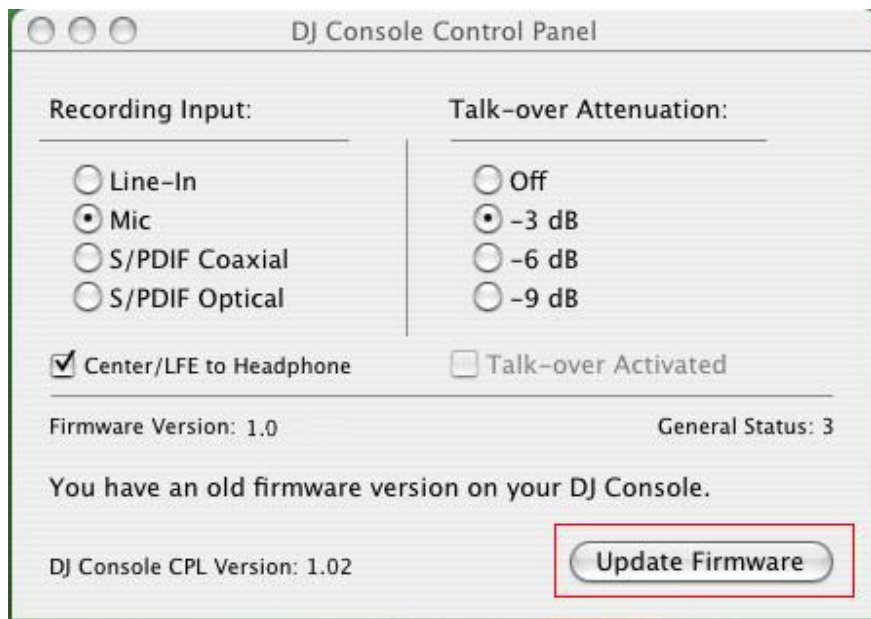 DJ Console Control Panel
Recording Input:
Line-In
Mic
S/PDIF Coaxial
S/PDIF Optical
Talk-over Attenuation:
Off
-3 dB
-6 dB
-9 dB
Center/LFE to Headphone
Talk-over Activated
Firmware Version: 1.0
General Status: 3
You have an old firmware version on your DJ Console.
DJ Console CPL Version: 1.02
Update Firmware